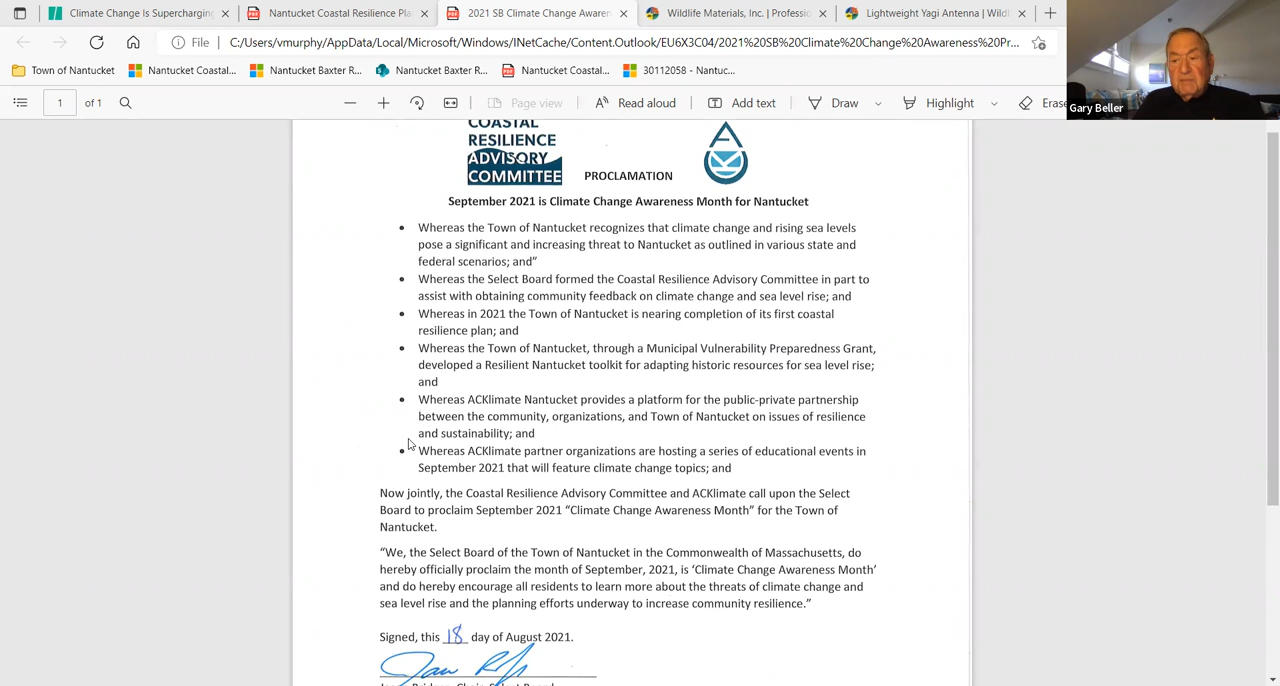 Climate Change Is Supercharging
Nantucket Coastal Resilience Pla
2021 SB Climate Change Awaren
Wildlife Materials, Inc. | Professio
Lightweight Yagi Antenna | Wildl
File
C:/Users/vmurphy/AppData/Local/Microsoft/Windows/INetCache/Content.Outlook/EU6X3C04/2021%20SB%20Climate%20Change%20Awareness%20Pr...
Town of Nantucket
Nantucket Coastal...
Nantucket Baxter R...
Nantucket Baxter R...
Nantucket Coastal...
30112058 - Nantuc...
1 of 1
Page view
Read aloud
Add text
Draw
Highlight
Erase
Gary Beller
COASTAL
RESILIENCE
ADVISORY
COMMITTEE
PROCLAMATION
September 2021 is Climate Change Awareness Month for Nantucket
• Whereas the Town of Nantucket recognizes that climate change and rising sea levels
pose a significant and increasing threat to Nantucket as outlined in various state and
federal scenarios; and”
• Whereas the Select Board formed the Coastal Resilience Advisory Committee in part to
assist with obtaining community feedback on climate change and sea level rise; and
• Whereas in 2021 the Town of Nantucket is nearing completion of its first coastal
resilience plan; and
• Whereas the Town of Nantucket, through a Municipal Vulnerability Preparedness Grant,
developed a Resilient Nantucket toolkit for adapting historic resources for sea level rise;
and
• Whereas ACKlimate Nantucket provides a platform for the public-private partnership
between the community, organizations, and Town of Nantucket on issues of resilience
and sustainability; and
• Whereas ACKlimate partner organizations are hosting a series of educational events in
September 2021 that will feature climate change topics; and
Now jointly, the Coastal Resilience Advisory Committee and ACKlimate call upon the Select
Board to proclaim September 2021 “Climate Change Awareness Month” for the Town of
Nantucket.
“We, the Select Board of the Town of Nantucket in the Commonwealth of Massachusetts, do
hereby officially proclaim the month of September, 2021, is ‘Climate Change Awareness Month’
and do hereby encourage all residents to learn more about the threats of climate change and
sea level rise and the planning efforts underway to increase community resilience.”
Signed, this 18 day of August 2021.